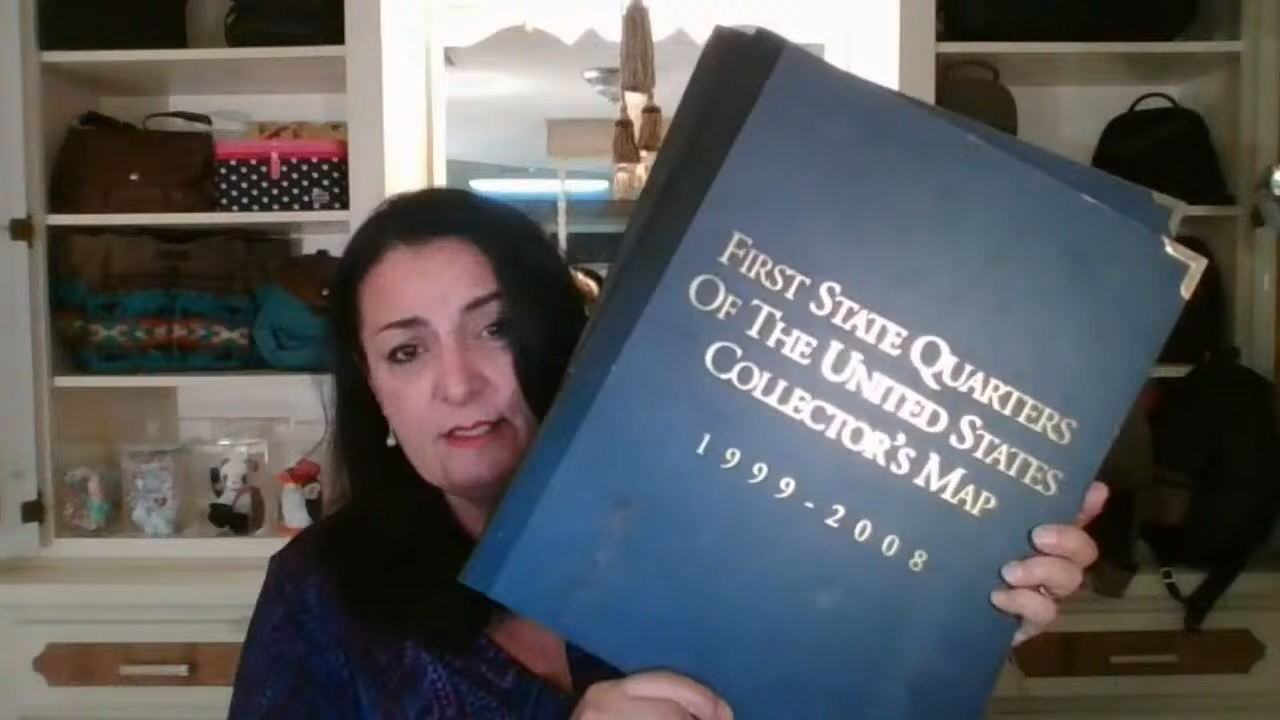 FIRST STATE QUARTERS
OF THE UNITED STATES
COLLECTOR'S MAP
1999-2008